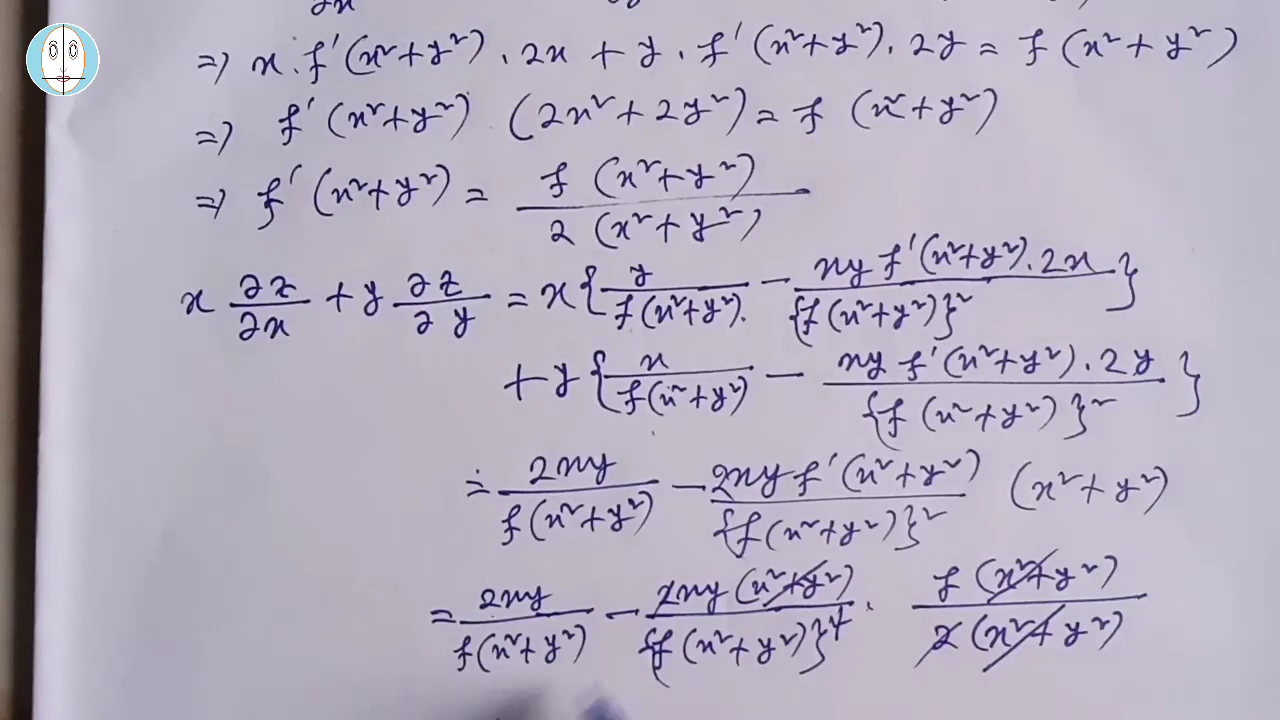 ∂x
⇒ x.f'(x²+y²).2x + y.f'(x²+y²).2y = f(x²+y²)
⇒ f'(x²+y²) (2x²+2y²) = f (x²+y²)
⇒ f'(x²+y²) = f (x²+y²) / 2 (x²+y²)
x ∂z/∂x + y ∂z/∂y = x{y / f(x²+y²) − xy f'(x²+y²).2x / {f(x²+y²)}²}
+ y{x / f(x²+y²) − xy f'(x²+y²).2y / {f(x²+y²)}²}
= 2xy / f(x²+y²) − 2xy f'(x²+y²) / {f(x²+y²)}² (x²+y²)
= 2xy / f(x²+y²) − 2xy (x²+y²) / {f(x²+y²)}² . f(x²+y²) / 2(x²+y²)